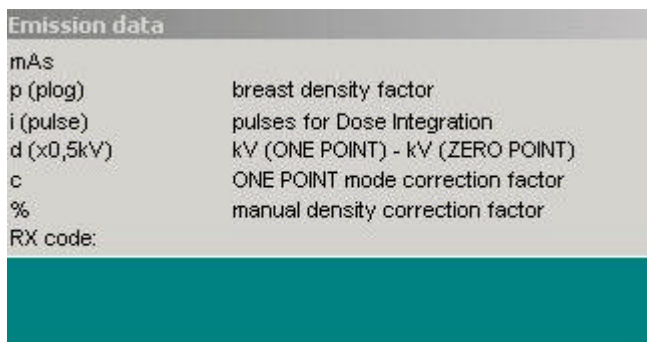 Emission data
mAs
p (plog) breast density factor
i (pulse) pulses for Dose Integration
d (x0,5kV) kV (ONE POINT) - kV (ZERO POINT)
c ONE POINT mode correction factor
% manual density correction factor
RX code: